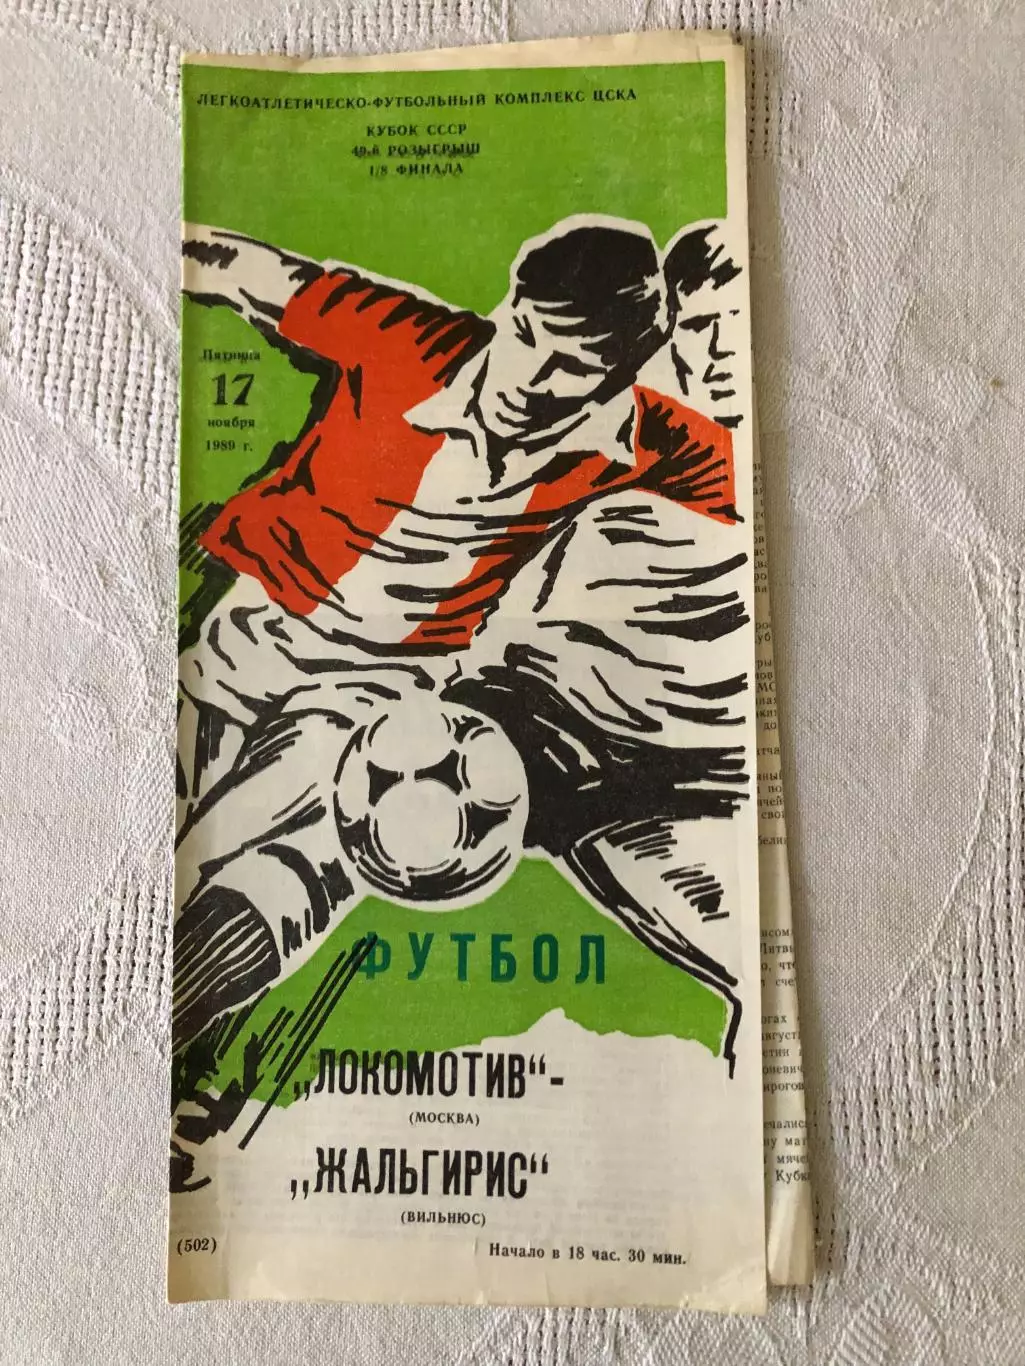 ЛЕГКОАТЛЕТИЧЕСКО-ФУТБОЛЬНЫЙ КОМПЛЕКС ЦСКА
КУБОК СССР
49-й РОЗЫГРЫШ
1/8 ФИНАЛА
Пятница
17
ноября
1989 г.
ФУТБОЛ
„ЛОКОМОТИВ“-
(МОСКВА)
„ЖАЛЬГИРИС“
(ВИЛЬНЮС)
(502)
Начало в 18 час. 30 мин.